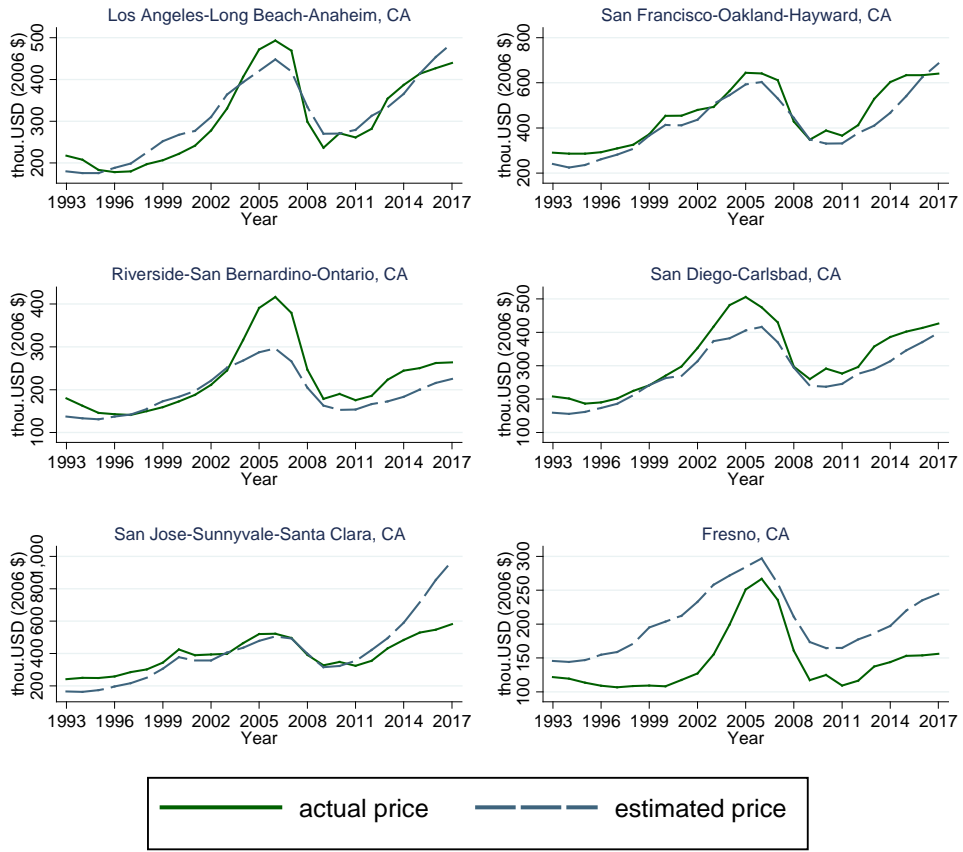 Los Angeles-Long Beach-Anaheim, CA
thou.USD (2006 $)
500
400
300
200
1993 1996 1999 2002 2005 2008 2011 2014 2017
Year
San Francisco-Oakland-Hayward, CA
thou.USD (2006 $)
800
600
400
200
1993 1996 1999 2002 2005 2008 2011 2014 2017
Year
Riverside-San Bernardino-Ontario, CA
thou.USD (2006 $)
400
300
200
100
1993 1996 1999 2002 2005 2008 2011 2014 2017
Year
San Diego-Carlsbad, CA
thou.USD (2006 $)
500
400
300
200
100
1993 1996 1999 2002 2005 2008 2011 2014 2017
Year
San Jose-Sunnyvale-Santa Clara, CA
thou.USD (2006 $)
1,000
800
600
400
200
1993 1996 1999 2002 2005 2008 2011 2014 2017
Year
Fresno, CA
thou.USD (2006 $)
300
250
200
150
100
1993 1996 1999 2002 2005 2008 2011 2014 2017
Year
actual price
estimated price